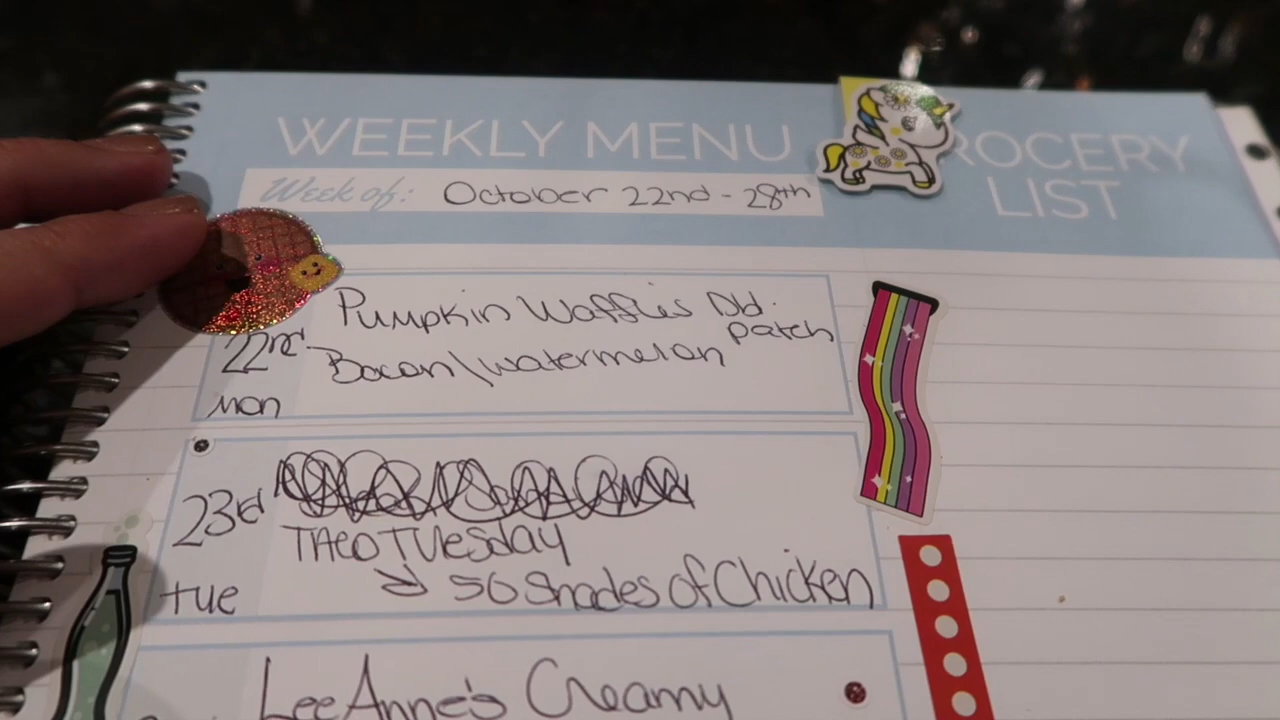 WEEKLY MENU
Week of: October 22nd - 28th
ROCERY
LIST
Pumpkin Waffles Old.
patch
22nd
Bacon/watermelon
Mon
23rd
TACO TUesday
50 Shades of Chicken
TUE
LeeAnne's Creamy